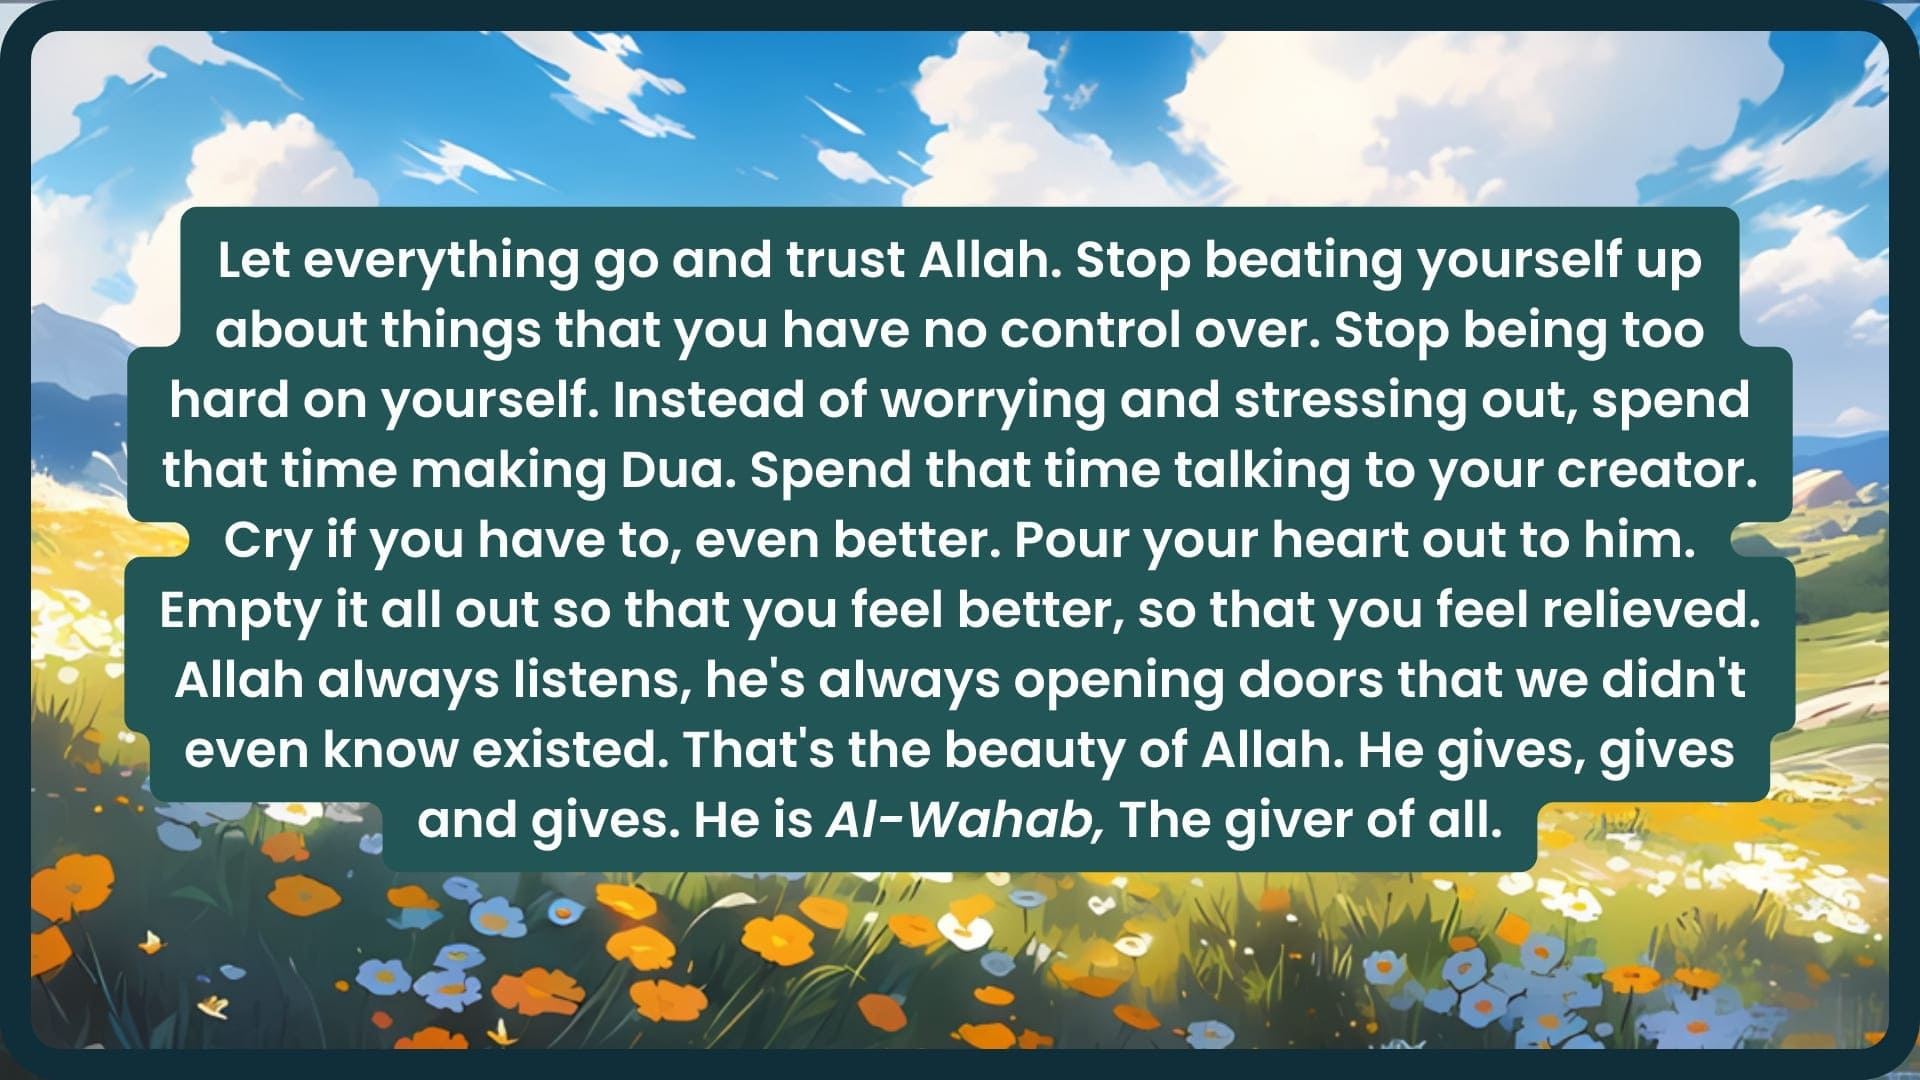 Let everything go and trust Allah. Stop beating yourself up
about things that you have no control over. Stop being too
hard on yourself. Instead of worrying and stressing out, spend
that time making Dua. Spend that time talking to your creator.
Cry if you have to, even better. Pour your heart out to him.
Empty it all out so that you feel better, so that you feel relieved.
Allah always listens, he's always opening doors that we didn't
even know existed. That's the beauty of Allah. He gives, gives
and gives. He is Al-Wahab, The giver of all.